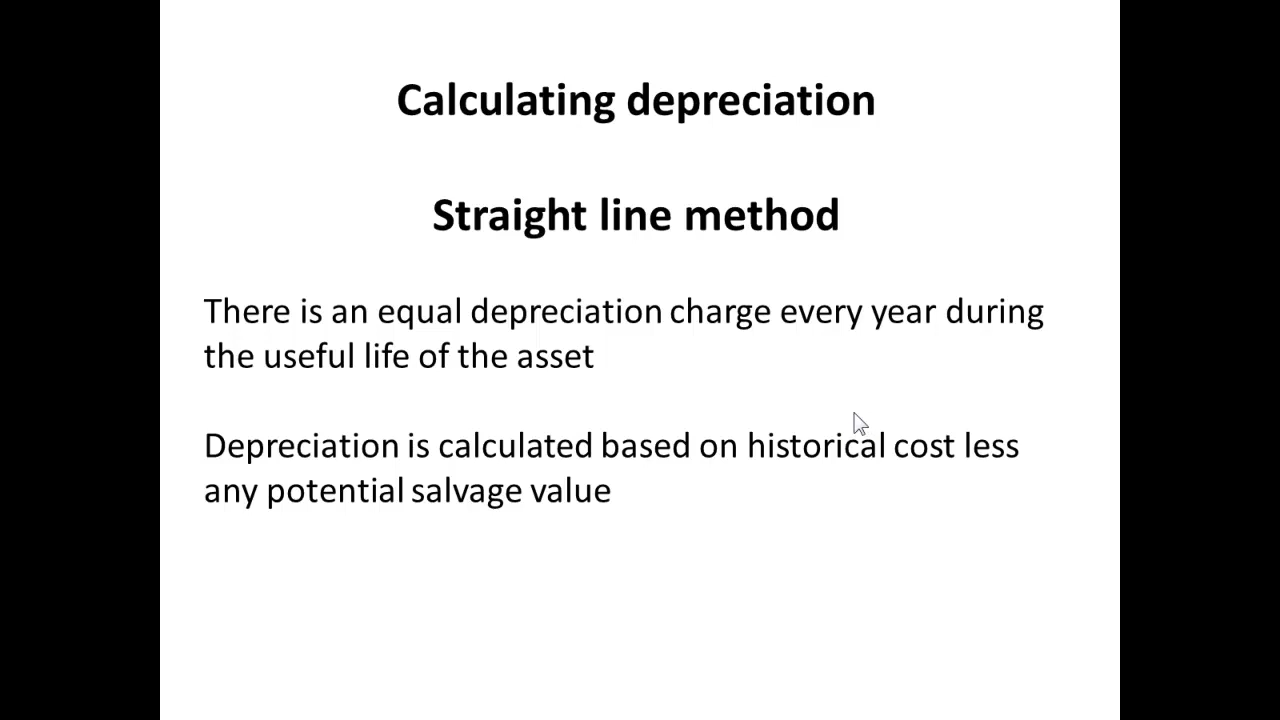 Calculating depreciation
Straight line method
There is an equal depreciation charge every year during
the useful life of the asset
Depreciation is calculated based on historical cost less
any potential salvage value